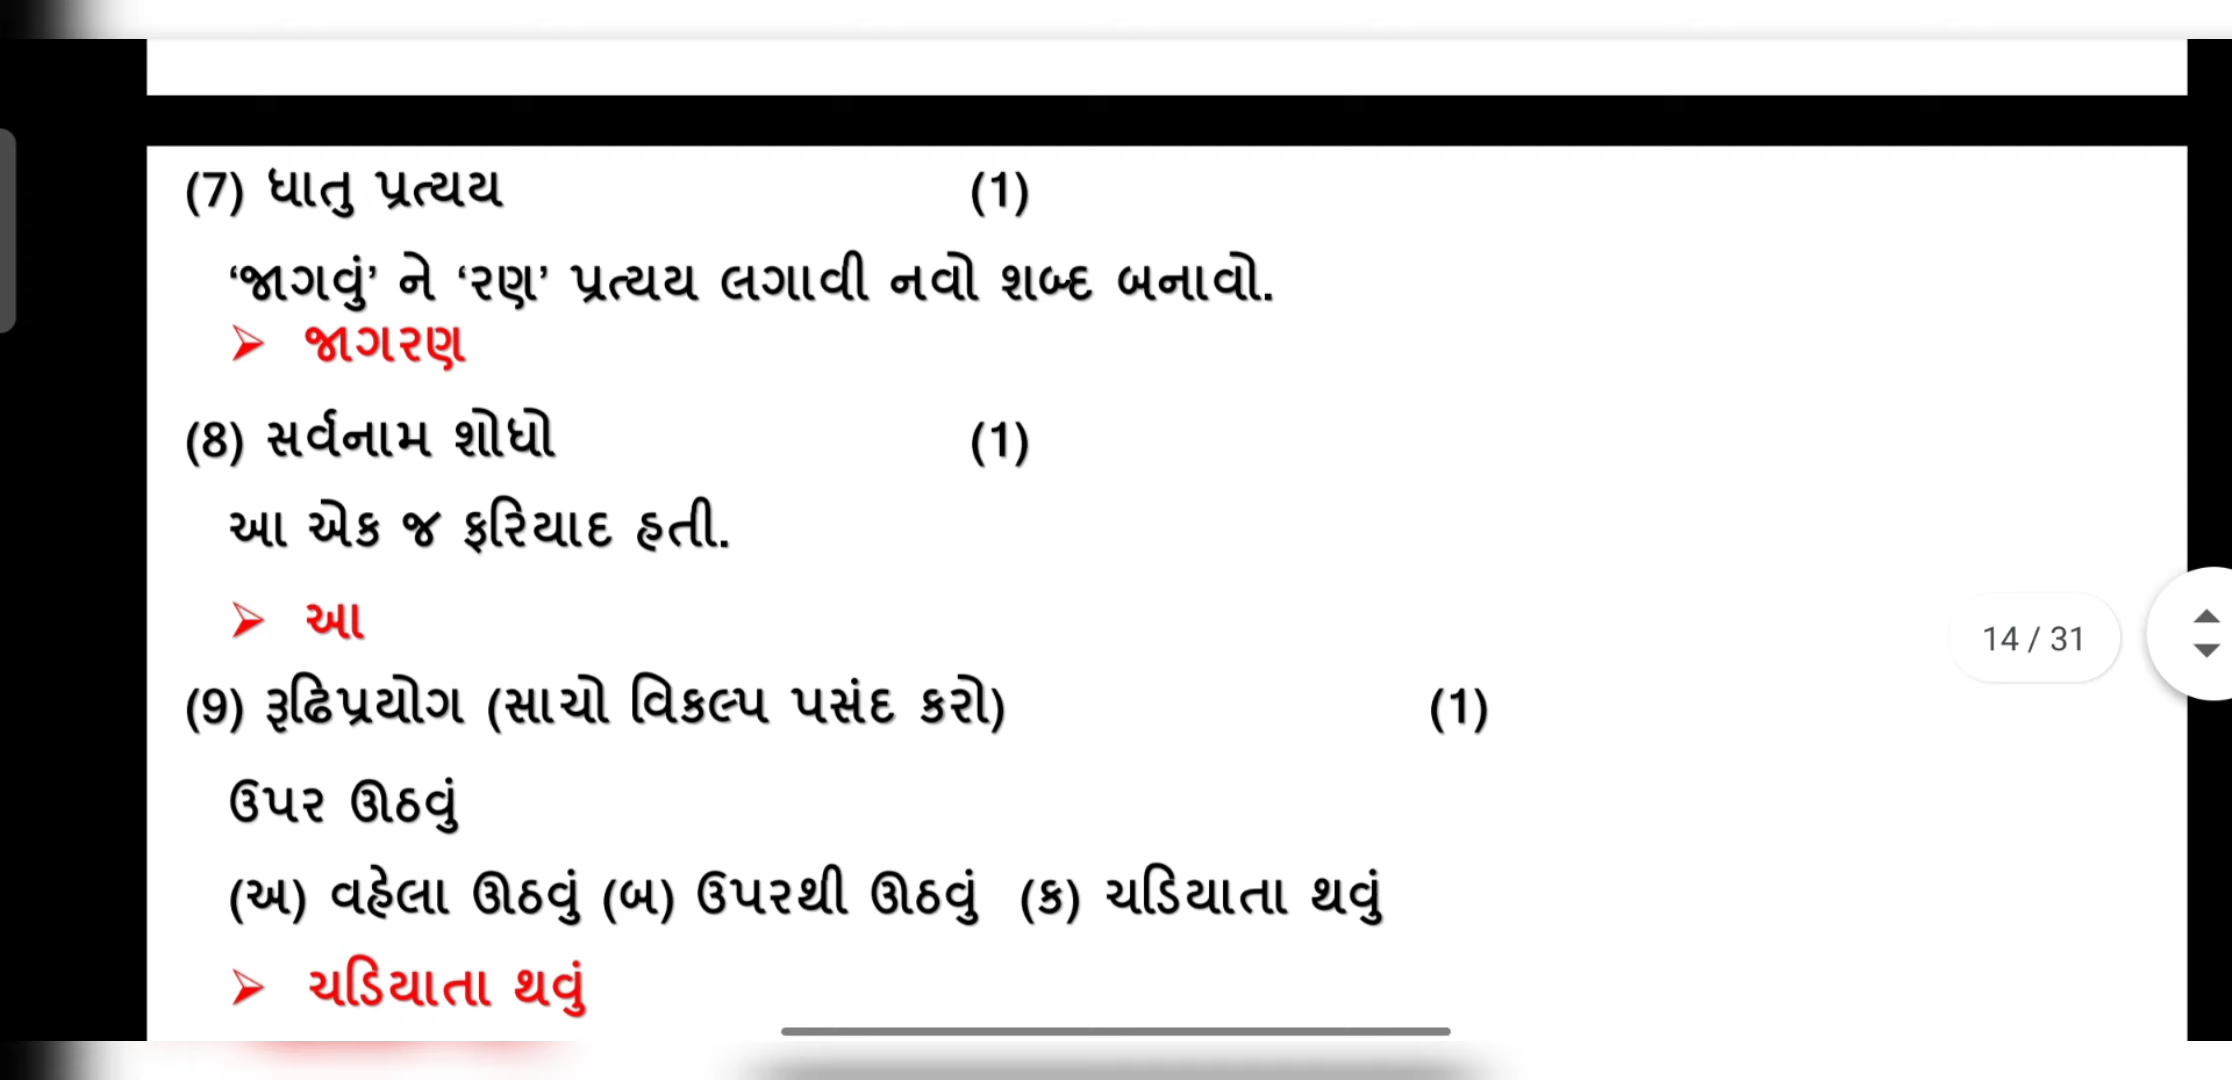 (7) ધાતુ પ્રત્યય (1)
‘જાગવું’ ને ‘રણ’ પ્રત્યય લગાવી નવો શબ્દ બનાવો.
➢ જાગરણ
(8) સર્વનામ શોધો (1)
આ એક જ ફરિયાદ હતી.
➢ આ
14 / 31
(9) રૂઢિપ્રયોગ (સાચો વિકલ્પ પસંદ કરો) (1)
ઉપર ઊઠવું
(અ) વહેલા ઊઠવું (બ) ઉપરથી ઊઠવું (ક) ચડિયાતા થવું
➢ ચડિયાતા થવું